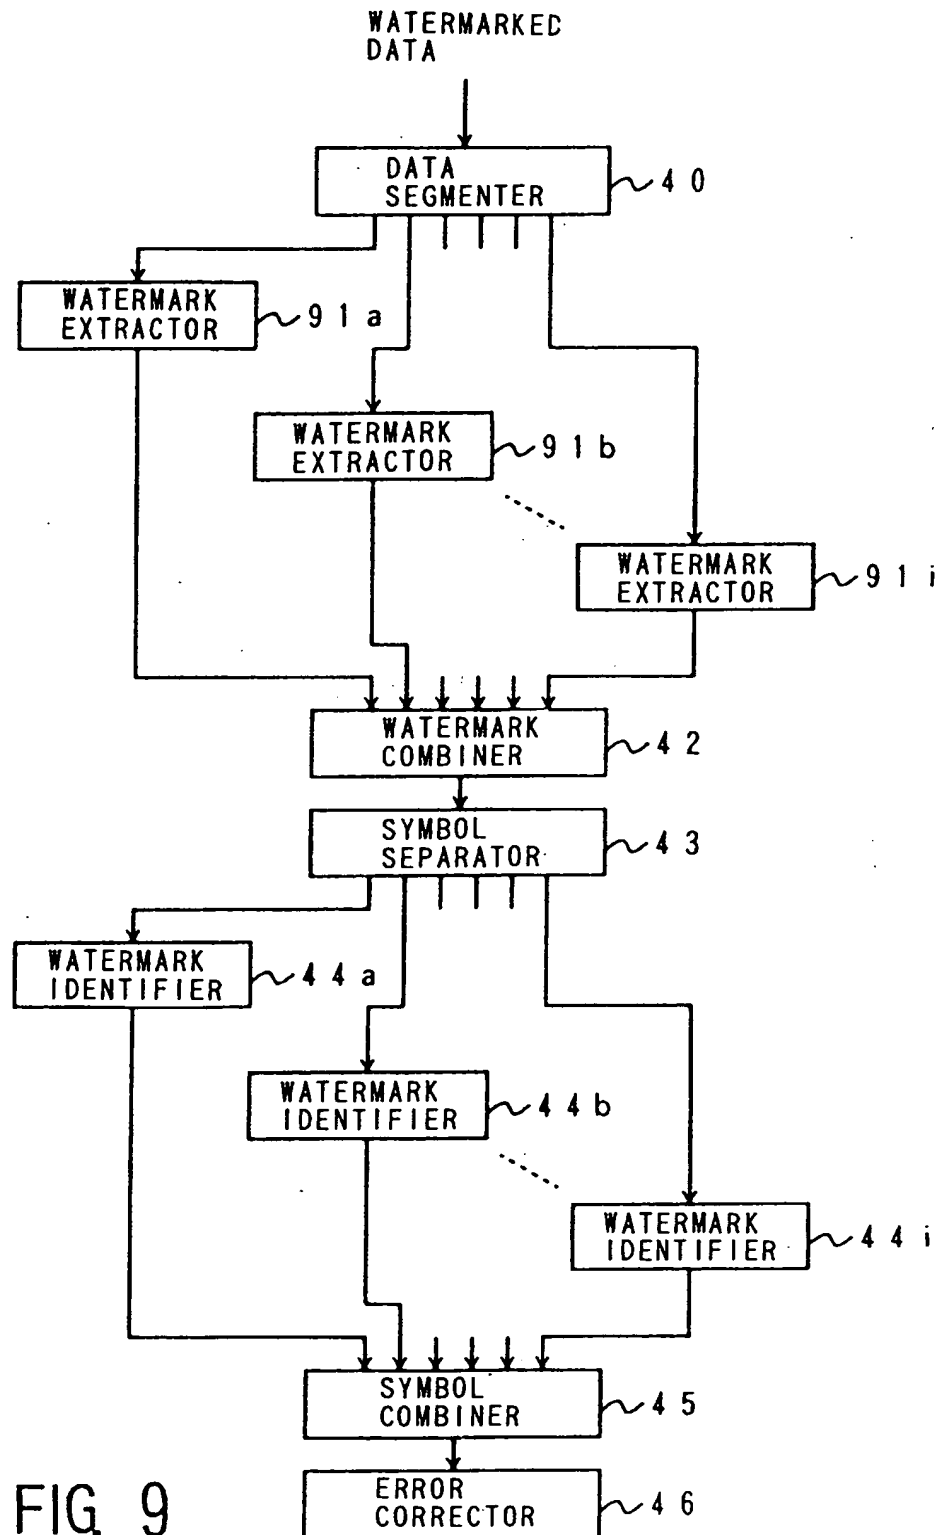 WATERMARKED
DATA
DATA
SEGMENTER
40
WATERMARK
EXTRACTOR
91a
WATERMARK
EXTRACTOR
91b
WATERMARK
EXTRACTOR
91i
WATERMARK
COMBINER
42
SYMBOL
SEPARATOR
43
WATERMARK
IDENTIFIER
44a
WATERMARK
IDENTIFIER
44b
WATERMARK
IDENTIFIER
44i
SYMBOL
COMBINER
45
ERROR
CORRECTOR
46
FIG. 9